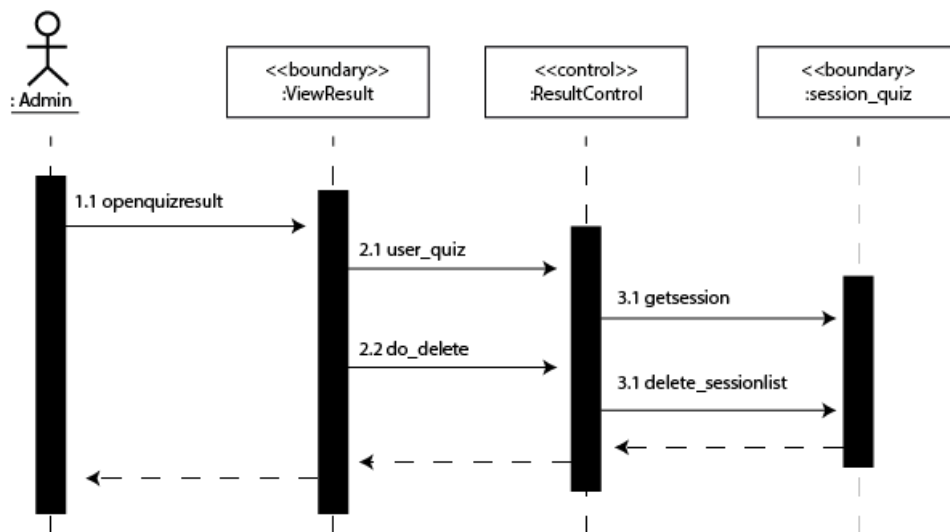 : Admin
<<boundary>>
:ViewResult
<<control>>
:ResultControl
<<boundary>
:session_quiz
1.1 openquizresult
2.1 user_quiz
3.1 getsession
2.2 do_delete
3.1 delete_sessionlist